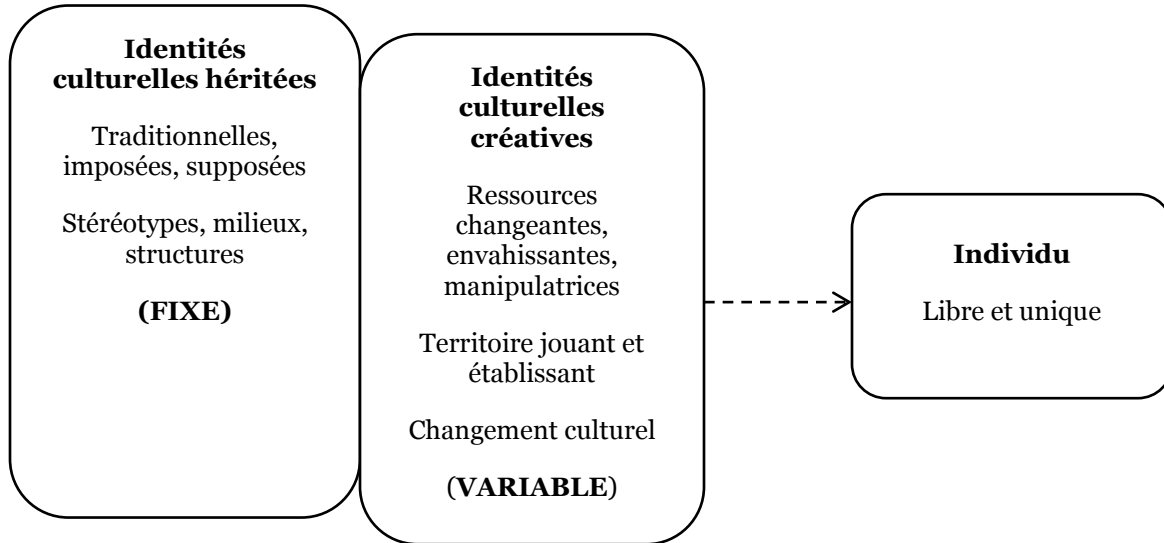 Identités
culturelles héritées
Traditionnelles,
imposées, supposées
Stéréotypes, milieux,
structures
(FIXE)
Identités
culturelles
créatives
Ressources
changeantes,
envahissantes,
manipulatrices
Territoire jouant et
établissant
Changement culturel
(VARIABLE)
Individu
Libre et unique